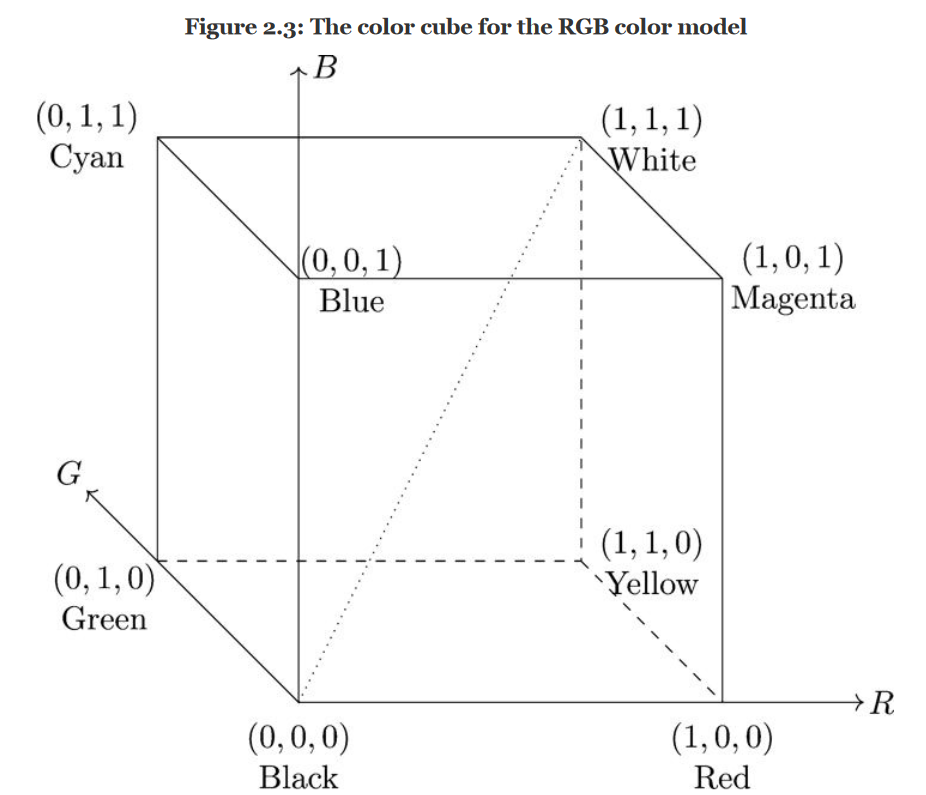 Figure 2.3: The color cube for the RGB color model
B
(0, 1, 1)
Cyan
(1, 1, 1)
White
(0, 0, 1)
Blue
(1, 0, 1)
Magenta
G
(0, 1, 0)
Green
(1, 1, 0)
Yellow
R
(0, 0, 0)
Black
(1, 0, 0)
Red